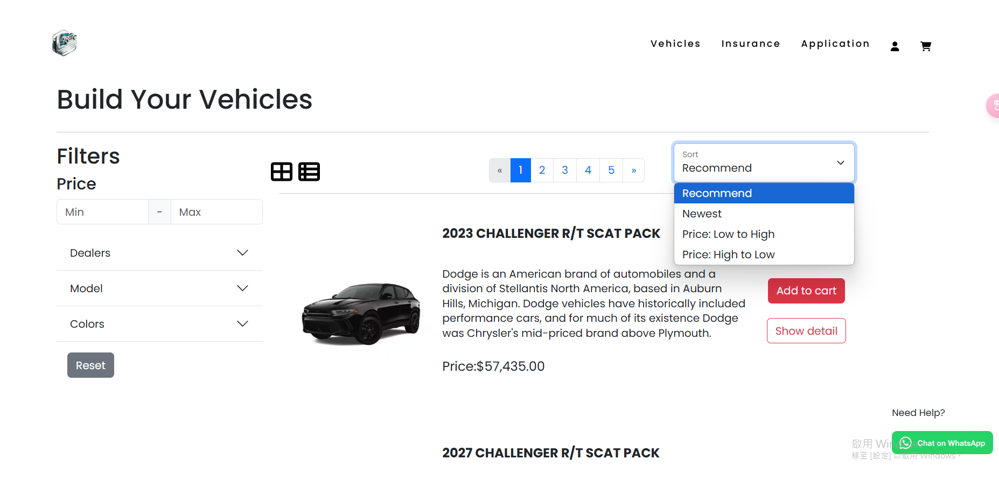 Vehicles
Insurance
Application
Build Your Vehicles
Filters
Price
Min
-
Max
Dealers
Model
Colors
Reset
«
1
2
3
4
5
»
Sort
Recommend
Recommend
Newest
Price: Low to High
Price: High to Low
2023 CHALLENGER R/T SCAT PACK
Dodge is an American brand of automobiles and a
division of Stellantis North America, based in Auburn
Hills, Michigan. Dodge vehicles have historically included
performance cars, and for much of its existence Dodge
was Chrysler's mid-priced brand above Plymouth.
Price:$57,435.00
Add to cart
Show detail
2027 CHALLENGER R/T SCAT PACK
Need Help?
Chat on WhatsApp
啟用 Windows
移至 [設定] 以啟用 Windows。